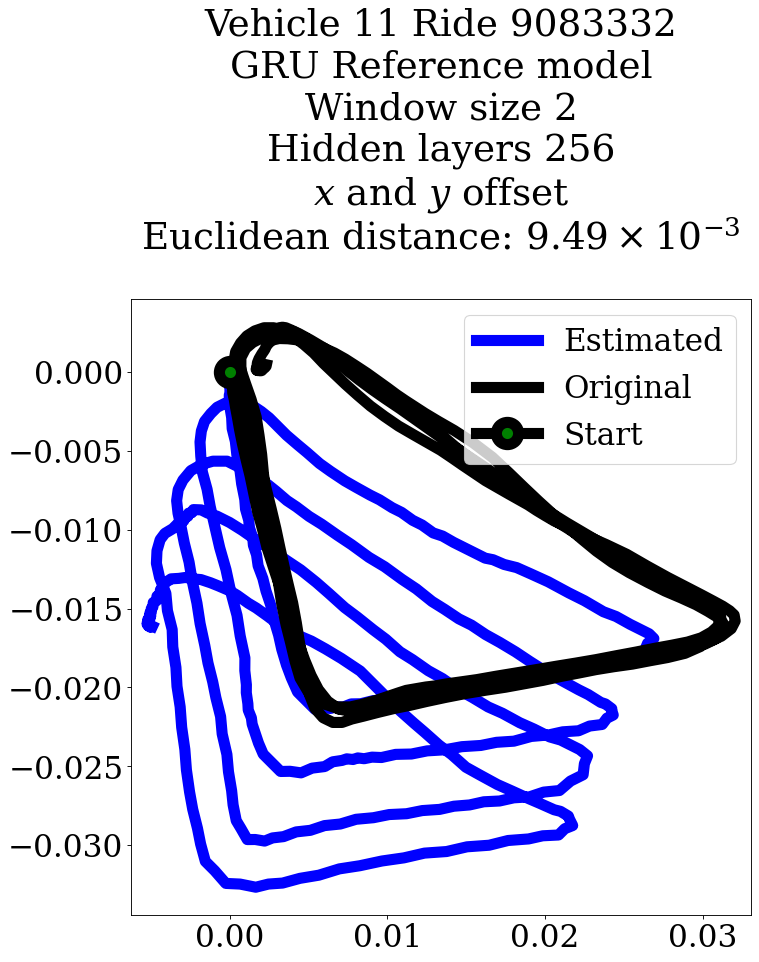 Vehicle 11 Ride 9083332
GRU Reference model
Window size 2
Hidden layers 256
x and y offset
Euclidean distance: 9.49 × 10⁻³
Estimated
Original
Start
0.000
−0.005
−0.010
−0.015
−0.020
−0.025
−0.030
0.00 0.01 0.02 0.03